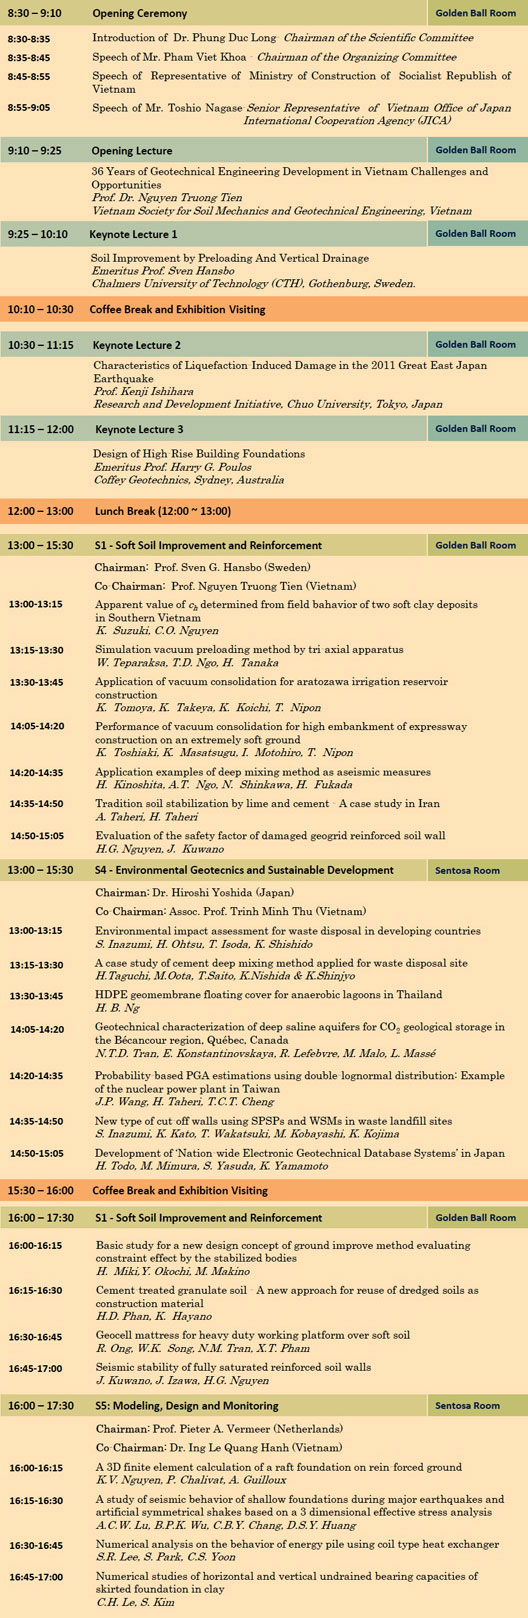 8:30 – 9:10 Opening Ceremony Golden Ball Room
8:30-8:35 Introduction of Dr. Phung Duc Long- Chairman of the Scientific Committee
8:35-8:45 Speech of Mr. Pham Viet Khoa - Chairman of the Organizing Committee
8:45-8:55 Speech of Representative of Ministry of Construction of Socialist Republish of
Vietnam
8:55-9:05 Speech of Mr. Toshio Nagase Senior Representative of Vietnam Office of Japan
International Cooperation Agency (JICA)
9:10 – 9:25 Opening Lecture Golden Ball Room
36 Years of Geotechnical Engineering Development in Vietnam Challenges and
Opportunities
Prof. Dr. Nguyen Truong Tien
Vietnam Society for Soil Mechanics and Geotechnical Engineering, Vietnam
9:25 – 10:10 Keynote Lecture 1 Golden Ball Room
Soil Improvement by Preloading And Vertical Drainage
Emeritus Prof. Sven Hansbo
Chalmers University of Technology (CTH), Gothenburg, Sweden.
10:10 – 10:30 Coffee Break and Exhibition Visiting
10:30 – 11:15 Keynote Lecture 2 Golden Ball Room
Characteristics of Liquefaction-Induced Damage in the 2011 Great East Japan
Earthquake
Prof. Kenji Ishihara
Research and Development Initiative, Chuo University, Tokyo, Japan
11:15 – 12:00 Keynote Lecture 3 Golden Ball Room
Design of High-Rise Building Foundations
Emeritus Prof. Harry G. Poulos
Coffey Geotechnics, Sydney, Australia
12:00 – 13:00 Lunch Break (12:00 ~ 13:00)
13:00 – 15:30 S1 - Soft Soil Improvement and Reinforcement Golden Ball Room
Chairman: Prof. Sven G. Hansbo (Sweden)
Co-Chairman: Prof. Nguyen Truong Tien (Vietnam)
13:00-13:15 Apparent value of ch determined from field bahavior of two soft clay deposits
in Southern Vietnam
K. Suzuki, C.O. Nguyen
13:15-13:30 Simulation vacuum preloading method by tri-axial apparatus
W. Teparaksa, T.D. Ngo, H. Tanaka
13:30-13:45 Application of vacuum consolidation for aratozawa irrigation reservoir
construction
K. Tomoya, K. Takeya, K. Koichi, T. Nipon
14:05-14:20 Performance of vacuum consolidation for high embankment of expressway
construction on an extremely soft ground
K. Toshiaki, K. Masatsugu, I. Motohiro, T. Nipon
14:20-14:35 Application examples of deep mixing method as aseismic measures
H. Kinoshita, A.T. Ngo, N. Shinkawa, H. Fukada
14:35-14:50 Tradition soil stabilization by lime and cement - A case study in Iran
A. Taheri, H. Taheri
14:50-15:05 Evaluation of the safety factor of damaged geogrid reinforced soil wall
H.G. Nguyen, J. Kuwano
13:00 – 15:30 S4 - Environmental Geotecnics and Sustainable Development Sentosa Room
Chairman: Dr. Hiroshi Yoshida (Japan)
Co-Chairman: Assoc. Prof. Trinh Minh Thu (Vietnam)
13:00-13:15 Environmental impact assessment for waste disposal in developing countries
S. Inazumi, H. Ohtsu, T. Isoda, K. Shishido
13:15-13:30 A case study of cement deep mixing method applied for waste disposal site
H.Taguchi, M.Oota, T.Saito, K.Nishida & K.Shinjyo
13:30-13:45 HDPE geomembrane floating cover for anaerobic lagoons in Thailand
H. B. Ng
14:05-14:20 Geotechnical characterization of deep saline aquifers for CO2 geological storage in
the Bécancour region, Québec, Canada
N.T.D. Tran, E. Konstantinovskaya, R. Lefebvre, M. Malo, L. Massé
14:20-14:35 Probability-based PGA estimations using double-lognormal distribution: Example
of the nuclear power plant in Taiwan
J.P. Wang, H. Taheri, T.C.T. Cheng
14:35-14:50 New type of cut-off walls using SPSPs and WSMs in waste landfill sites
S. Inazumi, K. Kato, T. Wakatsuki, M. Kobayashi, K. Kojima
14:50-15:05 Development of 'Nation-wide Electronic Geotechnical Database Systems' in Japan
H. Todo, M. Mimura, S. Yasuda, K. Yamamoto
15:30 – 16:00 Coffee Break and Exhibition Visiting
16:00 – 17:30 S1 - Soft Soil Improvement and Reinforcement Golden Ball Room
16:00-16:15 Basic study for a new design concept of ground improve method evaluating
constraint effect by the stabilized bodies
H. Miki,Y. Okochi, M. Makino
16:15-16:30 Cement-treated granulate soil - A new approach for reuse of dredged soils as
construction material
H.D. Phan, K. Hayano
16:30-16:45 Geocell mattress for heavy duty working platform over soft soil
R. Ong, W.K. Song, N.M. Tran, X.T. Pham
16:45-17:00 Seismic stability of fully saturated reinforced soil walls
J. Kuwano, J. Izawa, H.G. Nguyen
16:00 – 17:30 S5: Modeling, Design and Monitoring Sentosa Room
Chairman: Prof. Pieter A. Vermeer (Netherlands)
Co-Chairman: Dr. Ing Le Quang Hanh (Vietnam)
16:00-16:15 A 3D finite element calculation of a raft foundation on rein-forced ground
K.V. Nguyen, P. Chalivat, A. Guilloux
16:15-16:30 A study of seismic behavior of shallow foundations during major earthquakes and
artificial symmetrical shakes based on a 3 dimensional effective stress analysis
A.C.W. Lu, B.P.K. Wu, C.B.Y. Chang, D.S.Y. Huang
16:30-16:45 Numerical analysis on the behavior of energy pile using coil type heat exchanger
S.R. Lee, S. Park, C.S. Yoon
16:45-17:00 Numerical studies of horizontal and vertical undrained bearing capacities of
skirted foundation in clay
C.H. Le, S. Kim